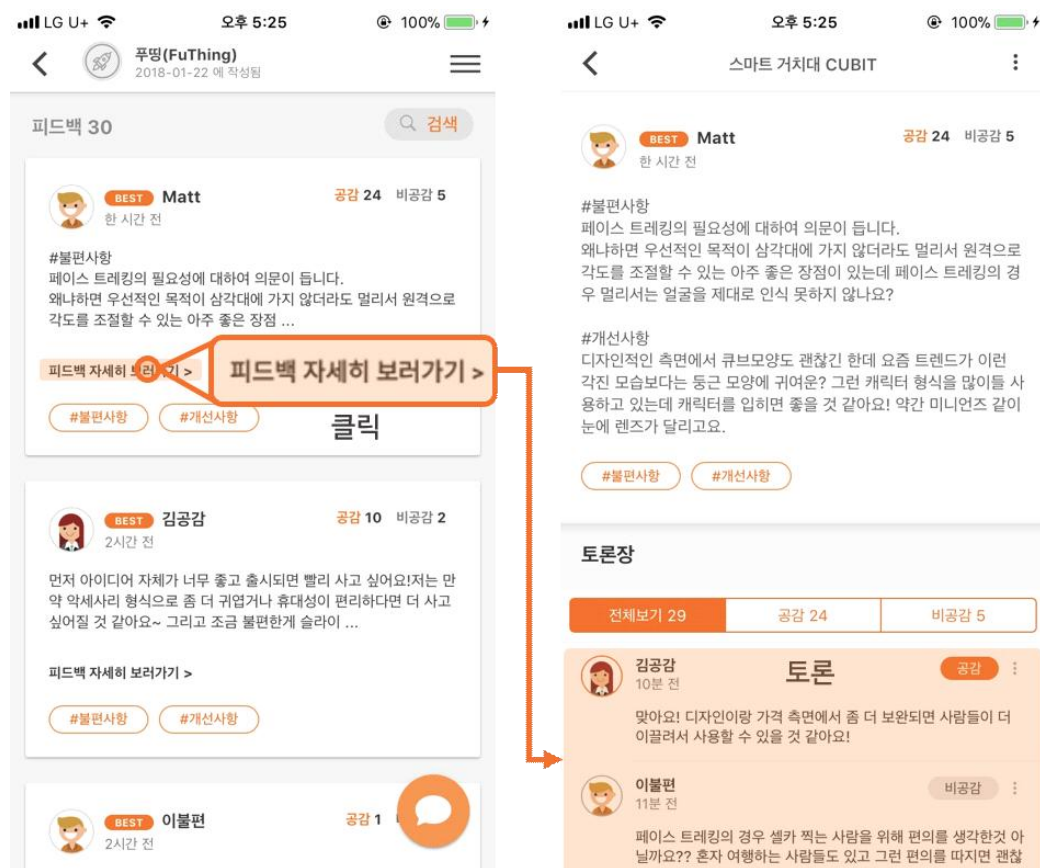 LG U+
오후 5:25
100%
푸띵(FuThing)
2018-01-22 에 작성됨
피드백 30
검색
BEST Matt
공감 24 비공감 5
한 시간 전
#불편사항
페이스 트레킹의 필요성에 대하여 의문이 듭니다.
왜냐하면 우선적인 목적이 삼각대에 가지 않더라도 멀리서 원격으로
각도를 조절할 수 있는 아주 좋은 장점 ...
피드백 자세히 보러가기 >
피드백 자세히 보러가기 >
클릭
#불편사항 #개선사항
BEST 김공감
공감 10 비공감 2
2시간 전
먼저 아이디어 자체가 너무 좋고 출시되면 빨리 사고 싶어요!저는 만
약 악세사리 형식으로 좀 더 귀엽거나 휴대성이 편리하다면 더 사고
싶어질 것 같아요~ 그리고 조금 불편한게 슬라이 ...
피드백 자세히 보러가기 >
#불편사항 #개선사항
BEST 이불편
공감 1
2시간 전
LG U+
오후 5:25
100%
스마트 거치대 CUBIT
BEST Matt
공감 24 비공감 5
한 시간 전
#불편사항
페이스 트레킹의 필요성에 대하여 의문이 듭니다.
왜냐하면 우선적인 목적이 삼각대에 가지 않더라도 멀리서 원격으로
각도를 조절할 수 있는 아주 좋은 장점이 있는데 페이스 트레킹의 경
우 멀리서는 얼굴을 제대로 인식 못하지 않나요?
#개선사항
디자인적인 측면에서 큐브모양도 괜찮긴 한데 요즘 트렌드가 이런
각진 모습보다는 둥근 모양에 귀여운? 그런 캐릭터 형식을 많이들 사
용하고 있는데 캐릭터를 입히면 좋을 것 같아요! 약간 미니언즈 같이
눈에 렌즈가 달리고요.
#불편사항 #개선사항
토론장
전체보기 29
공감 24
비공감 5
김공감
토론
공감
10분 전
맞아요! 디자인이랑 가격 측면에서 좀 더 보완되면 사람들이 더
이끌려서 사용할 수 있을 것 같아요!
이불편
비공감
11분 전
페이스 트레킹의 경우 셀카 찍는 사람을 위해 편의를 생각한것 아
닐까요?? 혼자 여행하는 사람들도 있고 그런 편의를 따지면 괜찮